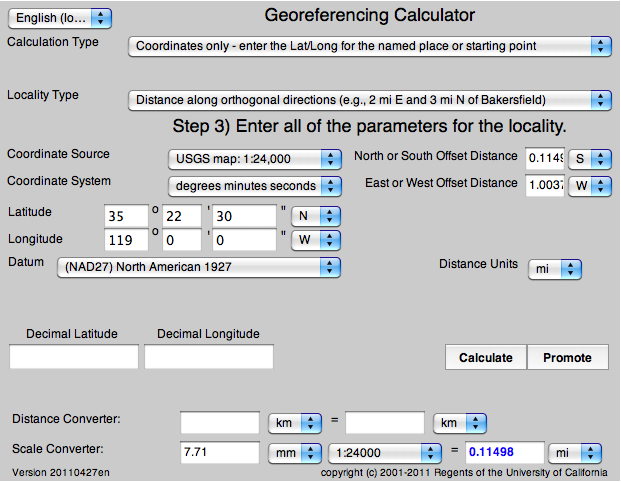 English (lo...
Georeferencing Calculator
Calculation Type
Coordinates only - enter the Lat/Long for the named place or starting point
Locality Type
Distance along orthogonal directions (e.g., 2 mi E and 3 mi N of Bakersfield)
Step 3) Enter all of the parameters for the locality.
Coordinate Source USGS map: 1:24,000 North or South Offset Distance 0.1149 S
Coordinate System degrees minutes seconds East or West Offset Distance 1.0037 W
Latitude 35 o 22 ' 30 " N
Longitude 119 o 0 ' 0 " W
Datum (NAD27) North American 1927 Distance Units mi
Decimal Latitude Decimal Longitude
Calculate Promote
Distance Converter: km = km
Scale Converter: 7.71 mm 1:24000 = 0.11498 mi
Version 20110427en copyright (c) 2001-2011 Regents of the University of California